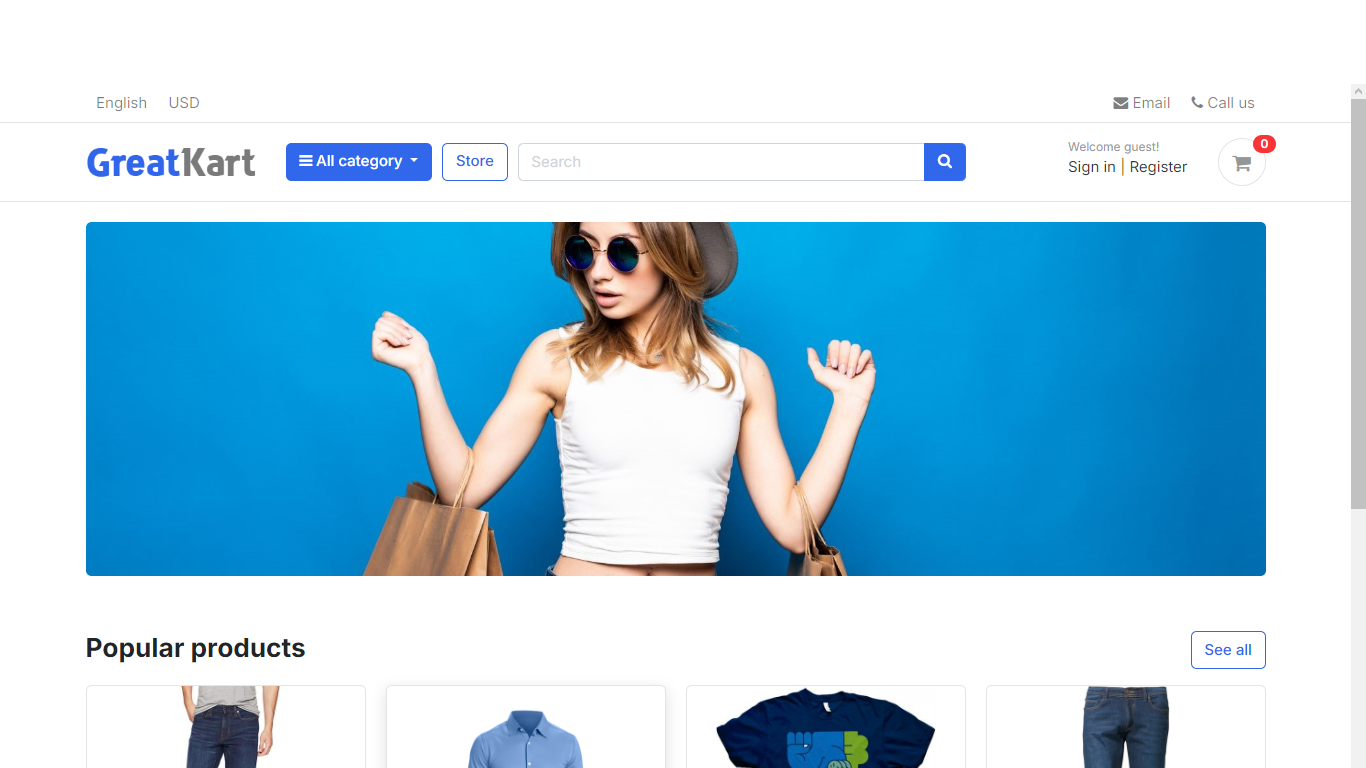 English USD Email Call us
GreatKart All category Store Search Welcome guest! 0
Sign in | Register
Popular products See all